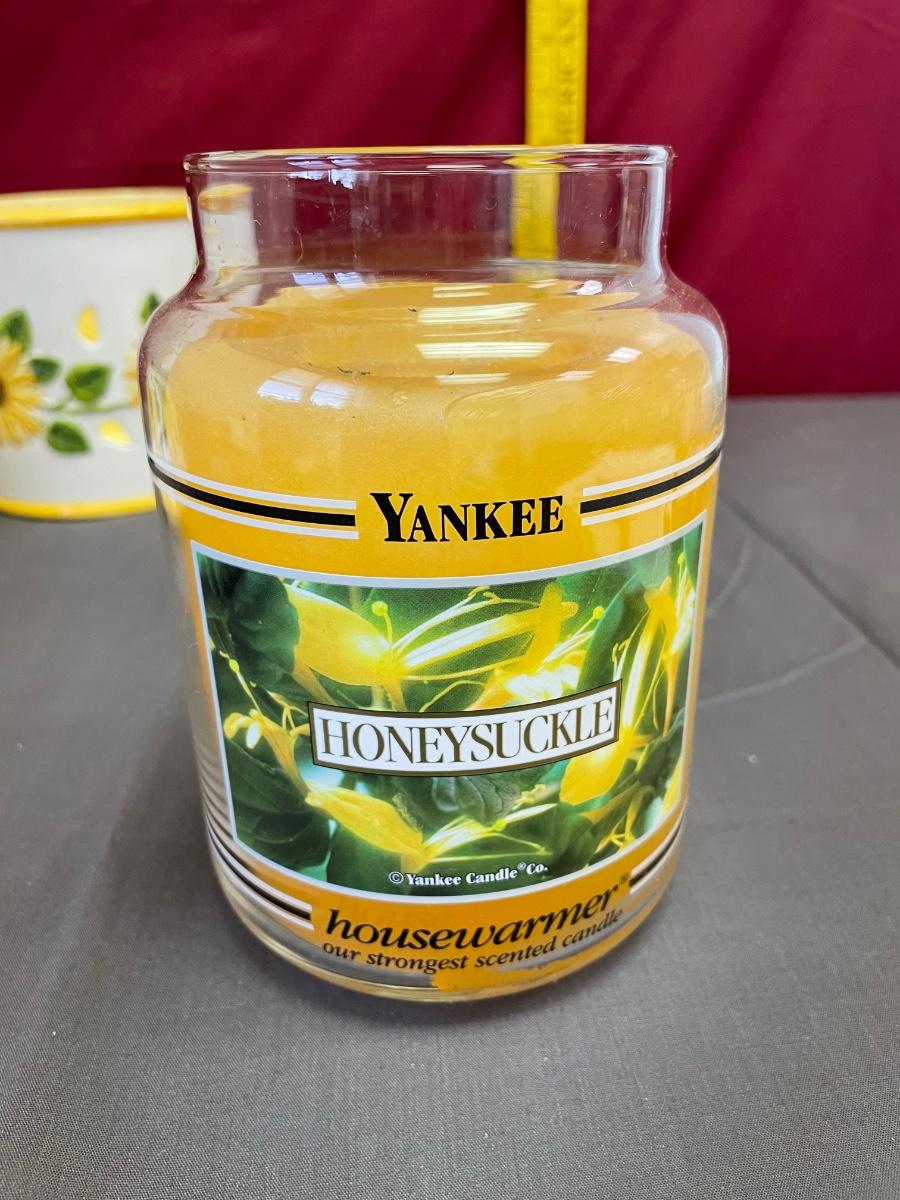 YANKEE
HONEYSUCKLE
© Yankee Candle® Co.
housewarmer®
our strongest scented candle